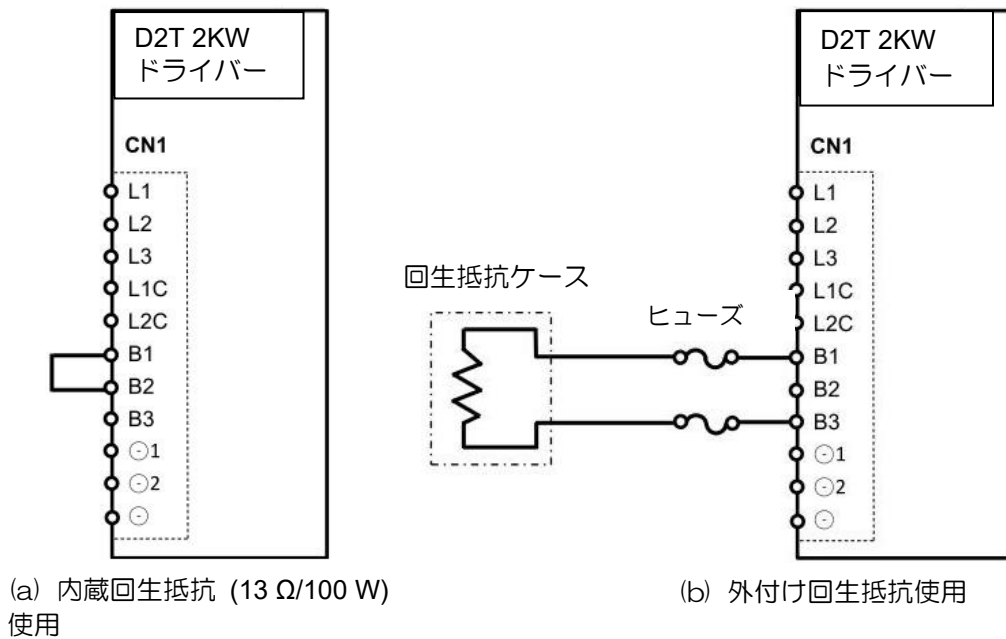 D2T 2KW
ドライバー
CN1
L1
L2
L3
L1C
L2C
B1
B2
B3
⊖1
⊖2
⊖
(a) 内蔵回生抵抗 (13 Ω/100 W)
使用
回生抵抗ケース
ヒューズ
D2T 2KW
ドライバー
CN1
L1
L2
L3
L1C
L2C
B1
B2
B3
⊖1
⊖2
⊖
(b) 外付け回生抵抗使用